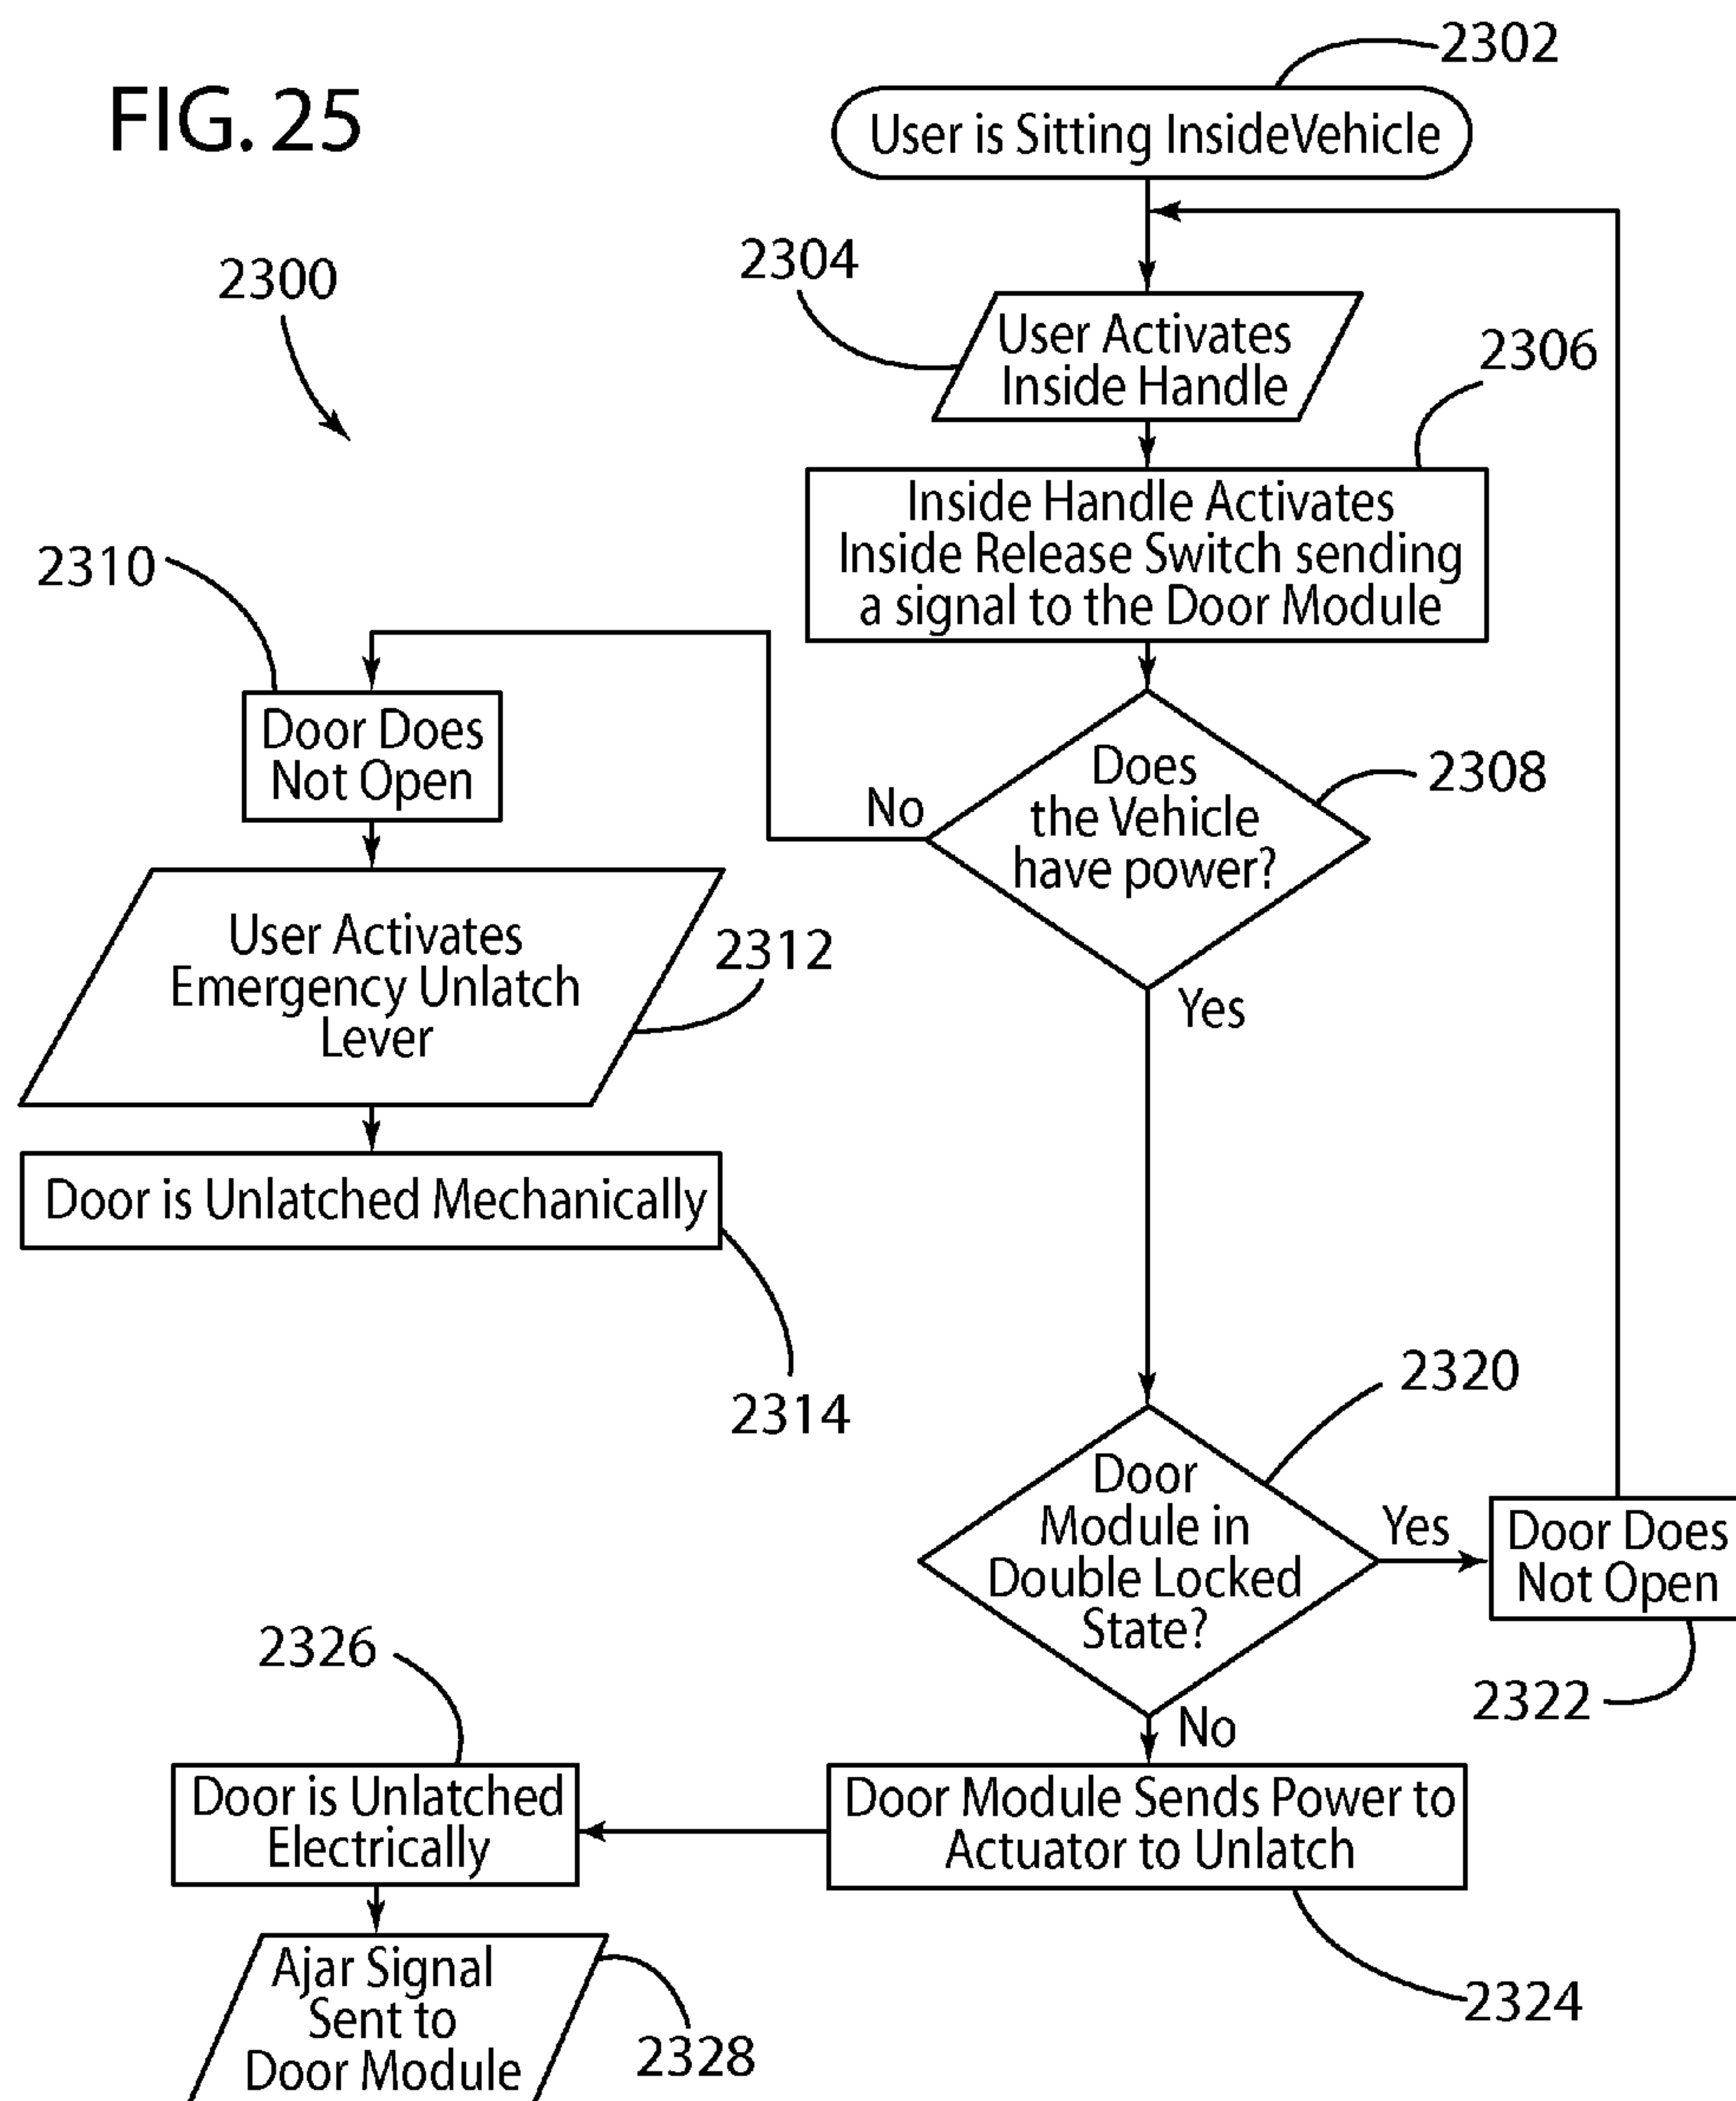 FIG. 25
2300
2302
User is Sitting InsideVehicle
2304
User Activates
Inside Handle
2306
Inside Handle Activates
Inside Release Switch sending
a signal to the Door Module
2308
Does
the Vehicle
have power?
No
Yes
2310
Door Does
Not Open
2312
User Activates
Emergency Unlatch
Lever
Door is Unlatched Mechanically
2314
2320
Door
Module in
Double Locked
State?
Yes
No
Door Does
Not Open
2322
Door Module Sends Power to
Actuator to Unlatch
2324
2326
Door is Unlatched
Electrically
Ajar Signal
Sent to
Door Module
2328